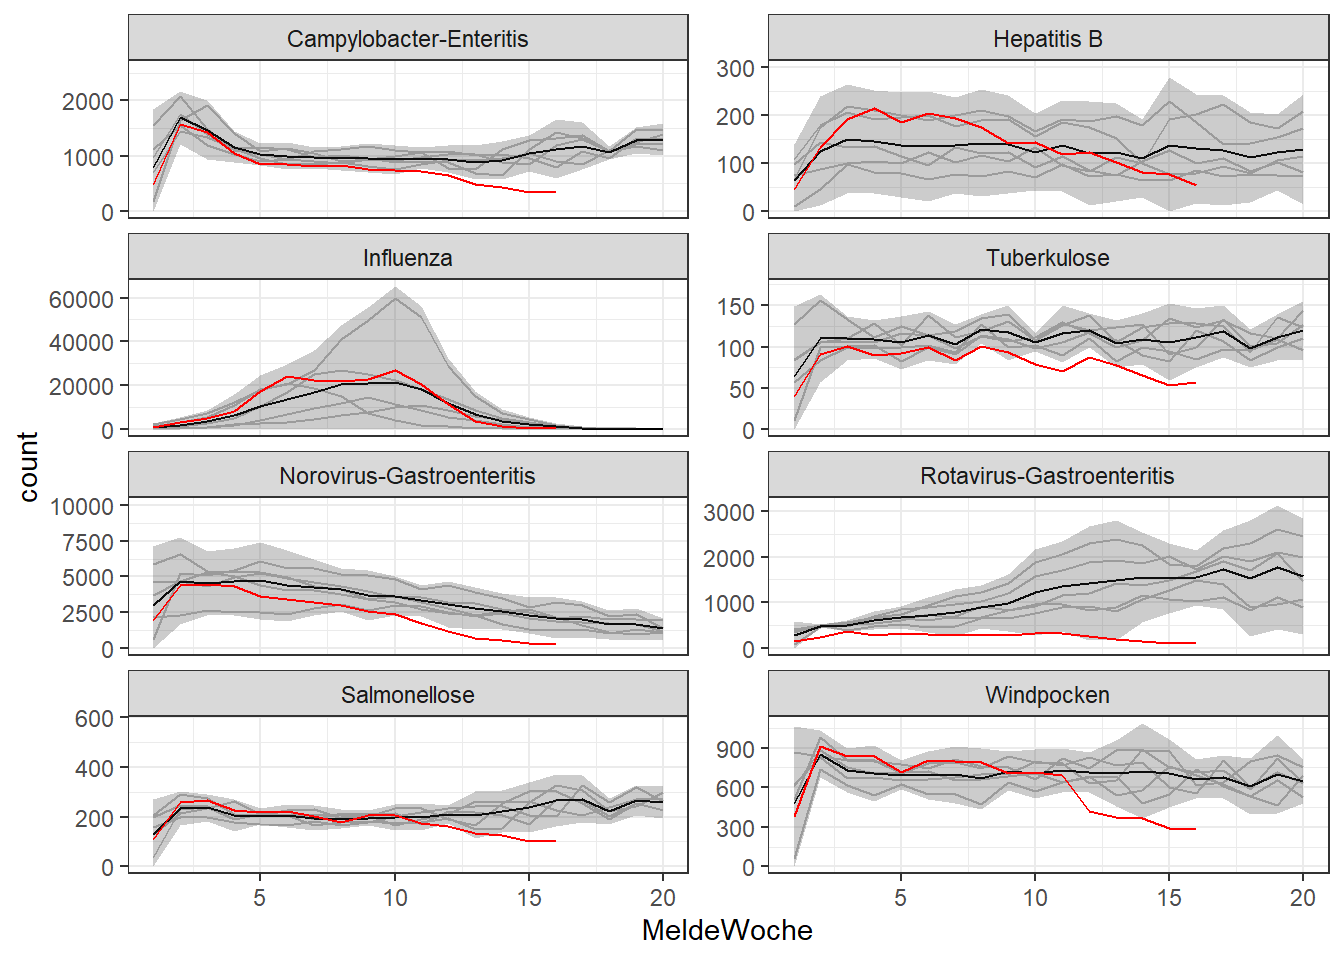 Campylobacter-Enteritis
2000
1000
0
Hepatitis B
300
200
100
0
Influenza
60000
40000
20000
0
Tuberkulose
150
100
50
0
Norovirus-Gastroenteritis
10000
7500
5000
2500
0
Rotavirus-Gastroenteritis
3000
2000
1000
0
Salmonellose
600
400
200
0
5 10 15 20
Windpocken
900
600
300
0
5 10 15 20
MeldeWoche
count